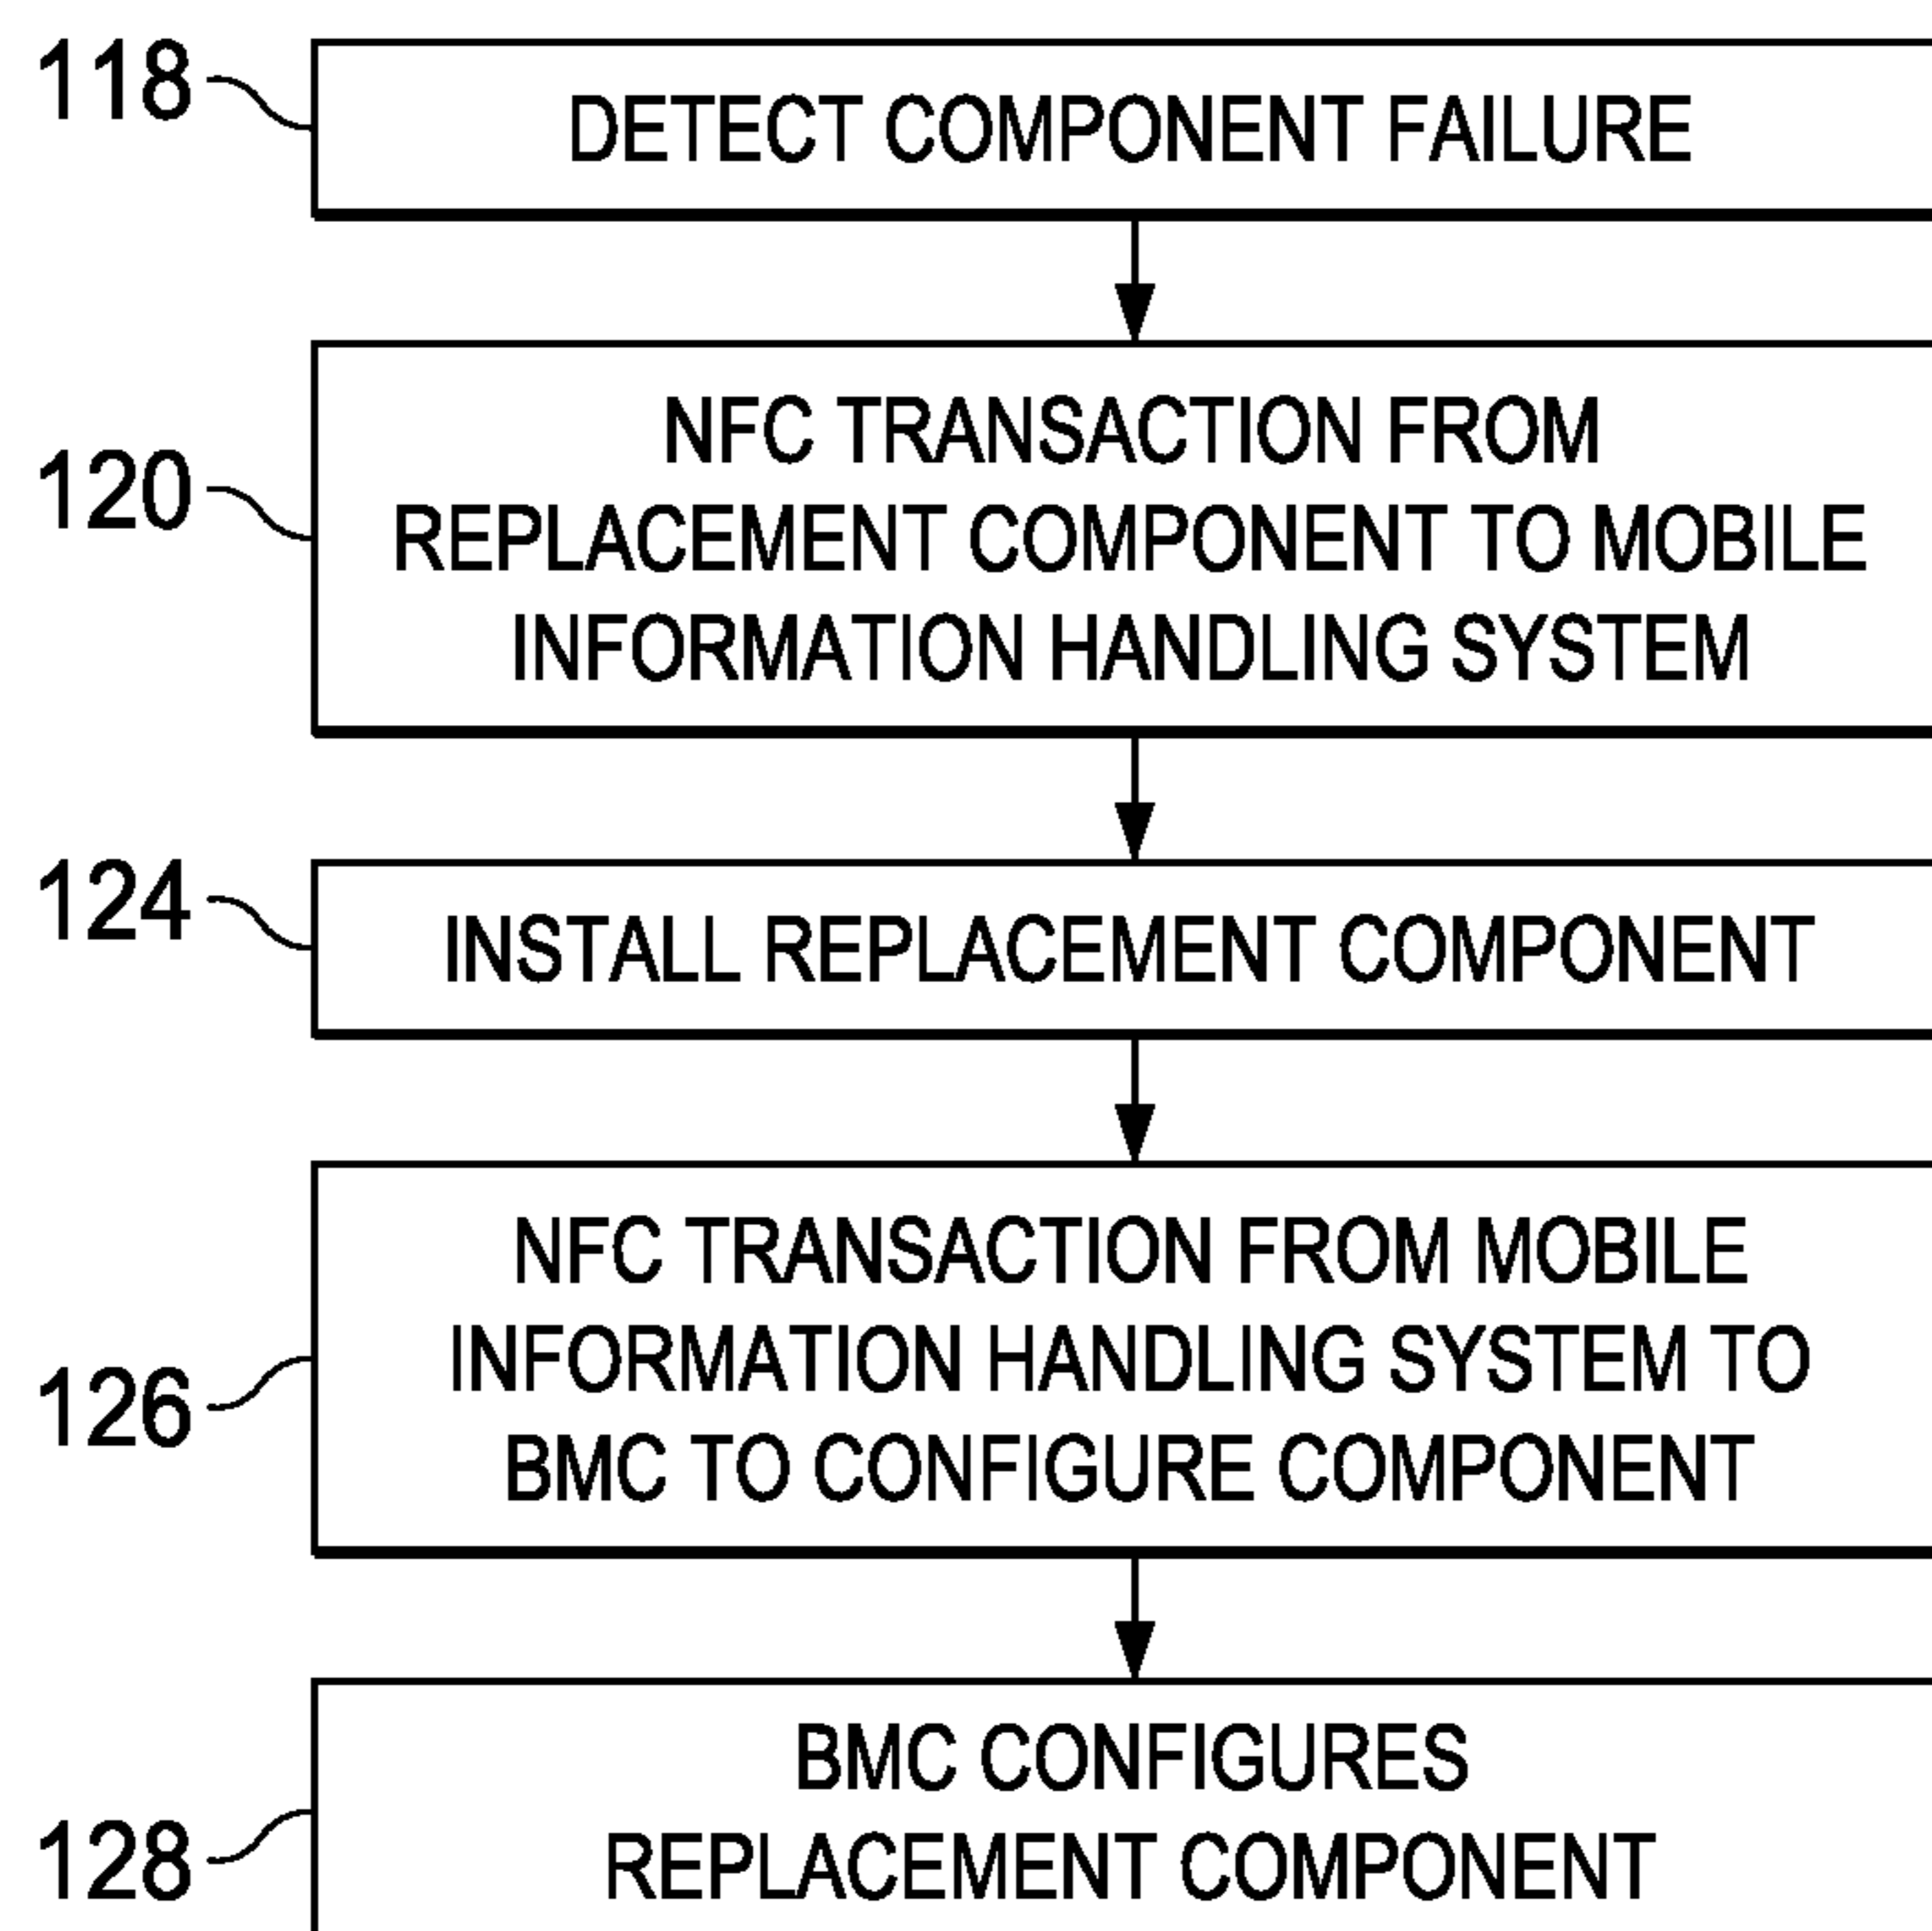 118
DETECT COMPONENT FAILURE
120
NFC TRANSACTION FROM
REPLACEMENT COMPONENT TO MOBILE
INFORMATION HANDLING SYSTEM
124
INSTALL REPLACEMENT COMPONENT
126
NFC TRANSACTION FROM MOBILE
INFORMATION HANDLING SYSTEM TO
BMC TO CONFIGURE COMPONENT
128
BMC CONFIGURES
REPLACEMENT COMPONENT